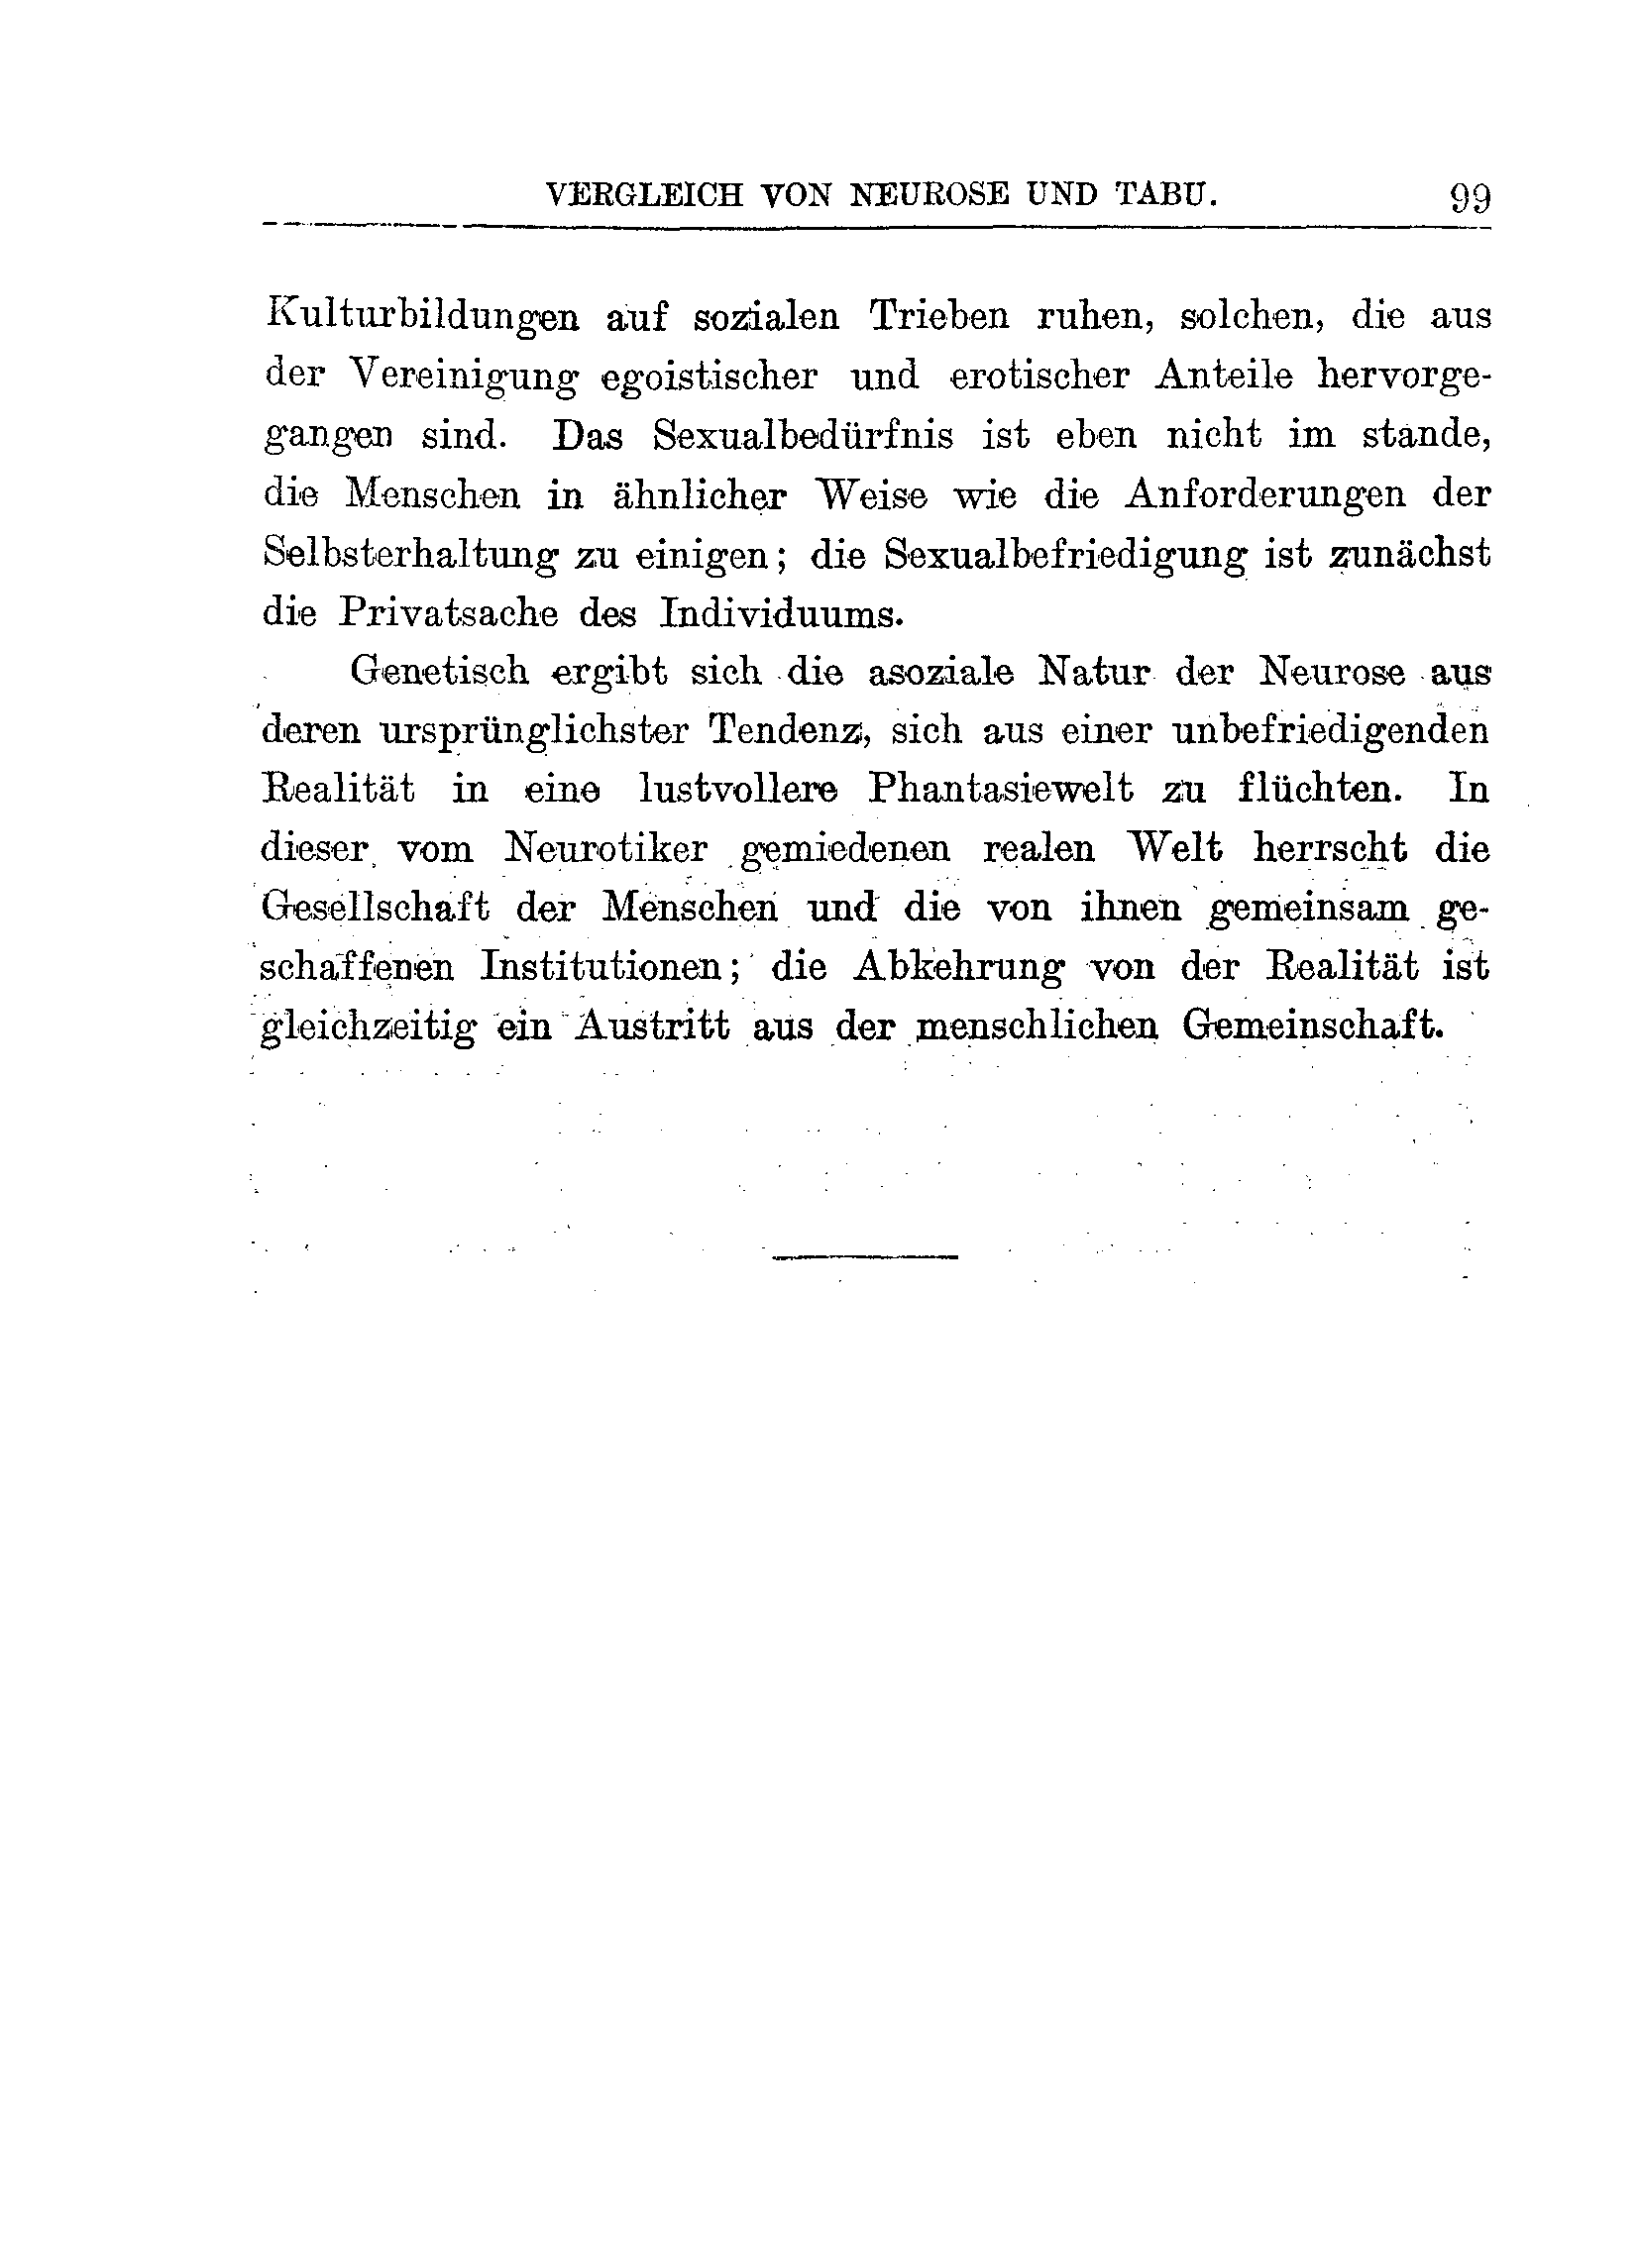 VERGLEICH VON NEUROSE UND TABU. 99
Kulturbildungen auf sozialen Trieben ruhen, solchen, die aus
der Vereinigung egoistischer und erotischer Anteile hervorge-
gangen sind. Das Sexualbedürfnis ist eben nicht im stande,
die Menschen in ähnlicher Weise wie die Anforderungen der
Selbsterhaltung zu einigen; die Sexualbefriedigung ist zunächst
die Privatsache des Individuums.
Genetisch ergibt sich die asoziale Natur der Neurose aus
deren ursprünglichster Tendenz, sich aus einer unbefriedigenden
Realität in eine lustvollere Phantasiewelt zu flüchten. In
dieser vom Neurotiker gemiedenen realen Welt herrscht die
Gesellschaft der Menschen und die von ihnen gemeinsam ge-
schaffenen Institutionen; die Abkehrung von der Realität ist
gleichzeitig ein Austritt aus der menschlichen Gemeinschaft.